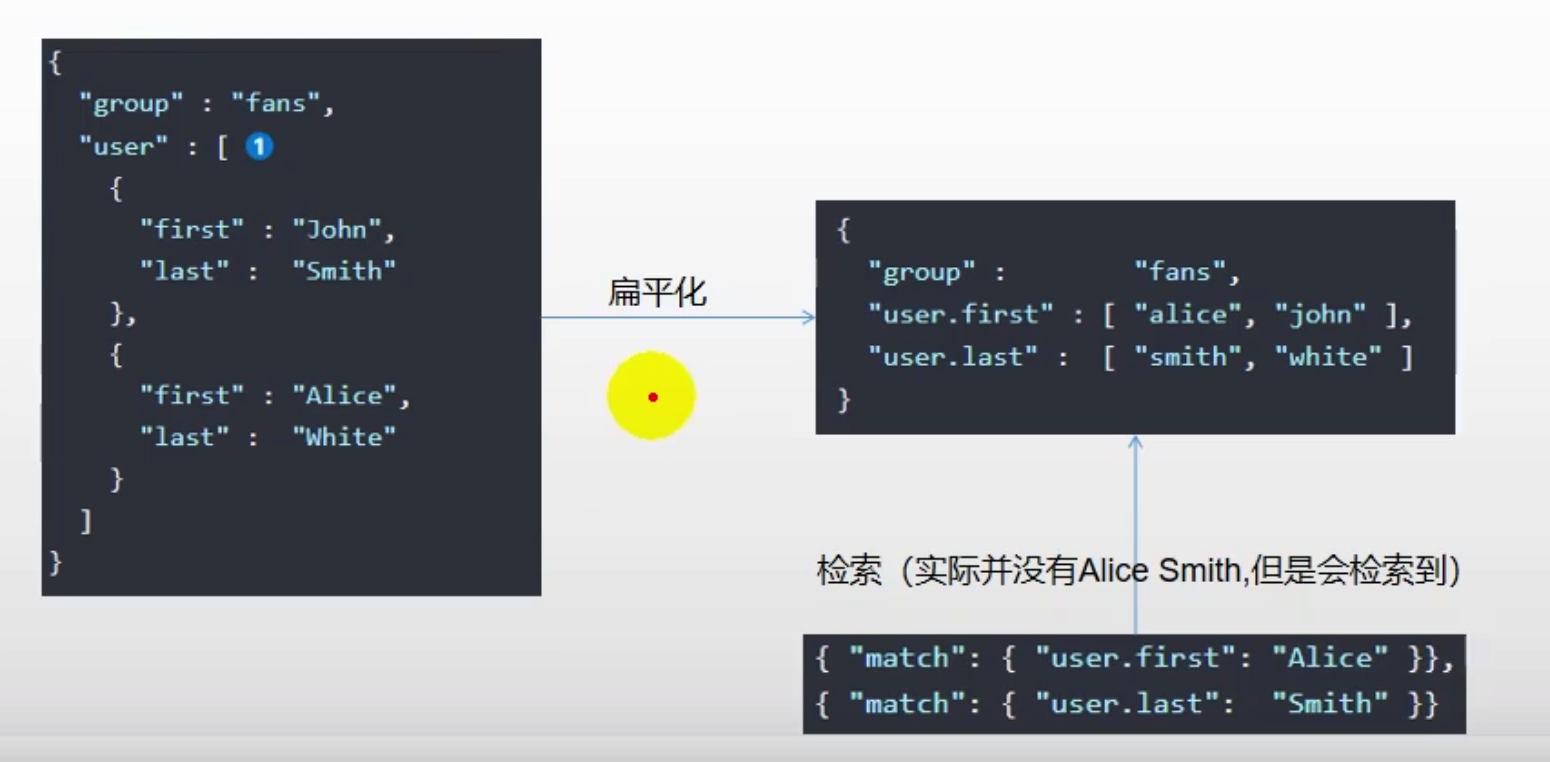 {
"group" : "fans",
"user" : [ 1
{
"first" : "John",
"last" : "Smith"
},
{
"first" : "Alice",
"last" : "White"
}
]
}
扁平化
{
"group" : "fans",
"user.first" : [ "alice", "john" ],
"user.last" : [ "smith", "white" ]
}
检索（实际并没有Alice Smith,但是会检索到）
{ "match": { "user.first": "Alice" }},
{ "match": { "user.last": "Smith" }}